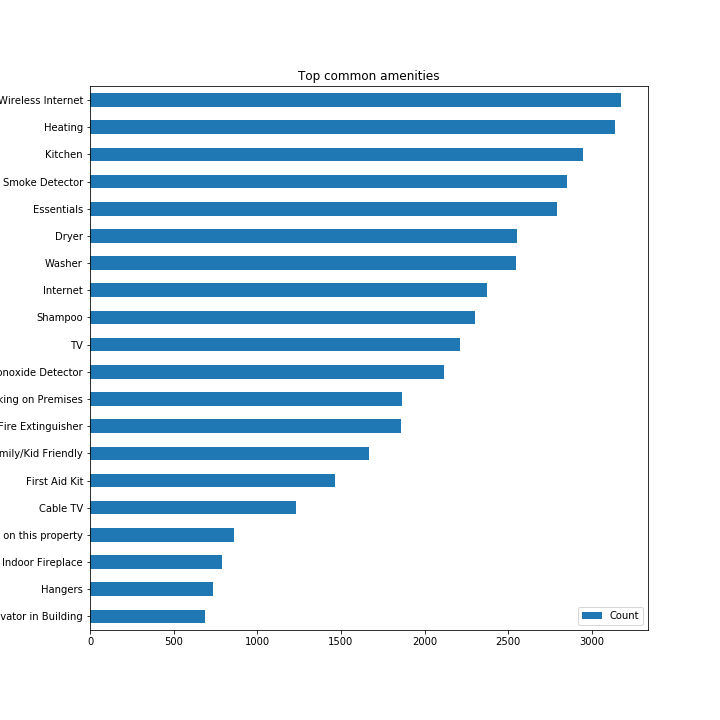 Top common amenities
Wireless Internet
Heating
Kitchen
Smoke Detector
Essentials
Dryer
Washer
Internet
Shampoo
TV
onoxide Detector
king on Premises
Fire Extinguisher
mily/Kid Friendly
First Aid Kit
Cable TV
on this property
Indoor Fireplace
Hangers
vator in Building
Count
0 500 1000 1500 2000 2500 3000